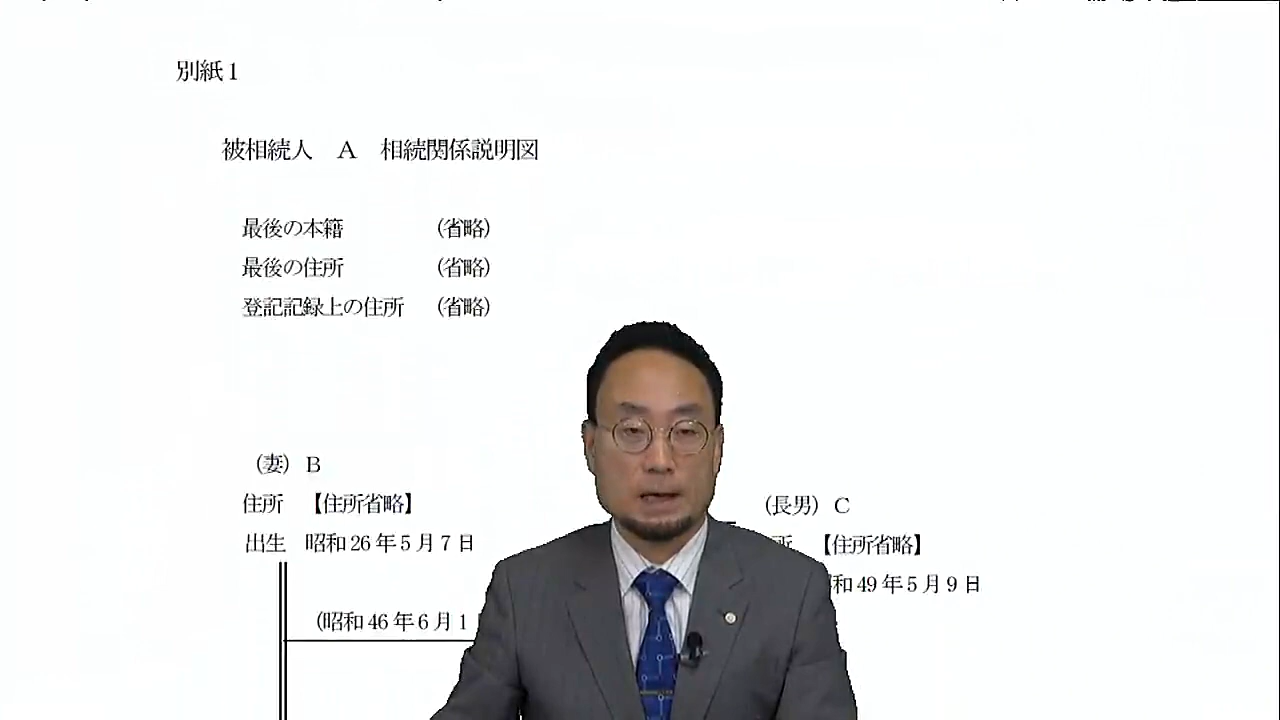 別紙1
被相続人 A 相続関係説明図
最後の本籍 (省略)
最後の住所 (省略)
登記記録上の住所 (省略)
(妻) B
住所 【住所省略】
出生 昭和26年5月7日
(昭和46年6月1
(長男) C
所 【住所省略】
和49年5月9日